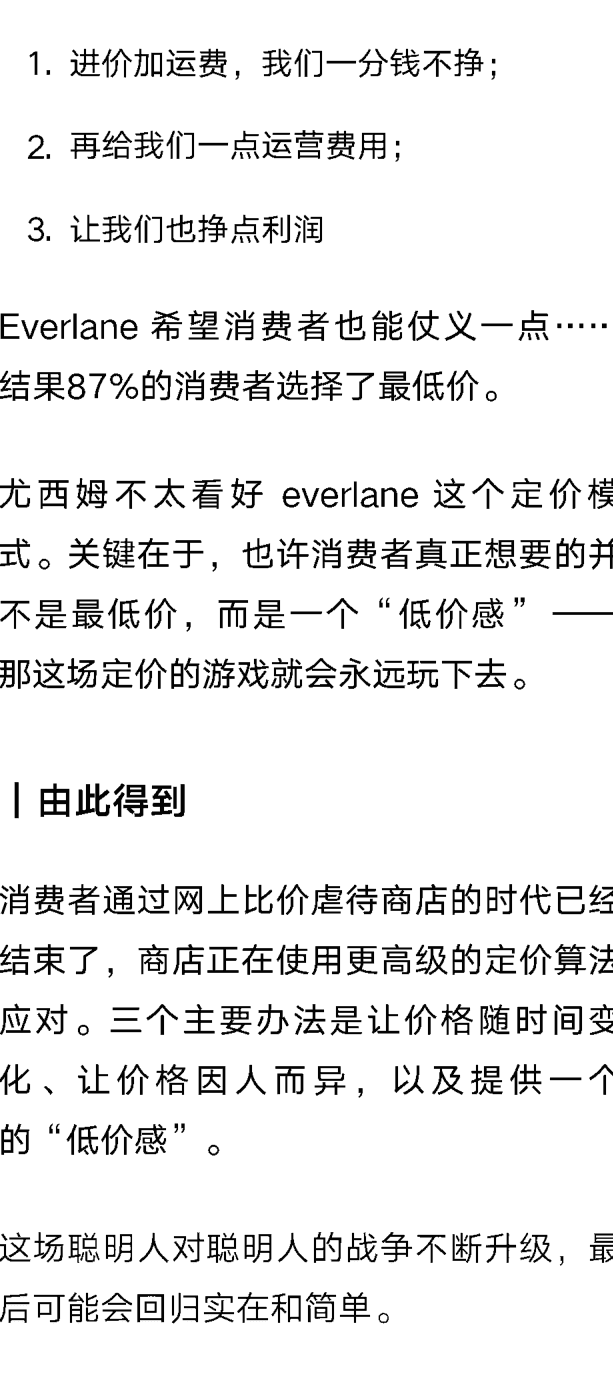 1. 进价加运费，我们一分钱不挣；
2. 再给我们一点运营费用；
3. 让我们也挣点利润
Everlane 希望消费者也能仗义一点……
结果87%的消费者选择了最低价。
尤西姆不太看好 everlane 这个定价模
式。关键在于，也许消费者真正想要的并
不是最低价，而是一个“低价感” ——
那这场定价的游戏就会永远玩下去。
| 由此得到
消费者通过网上比价虐待商店的时代已经
结束了，商店正在使用更高级的定价算法
应对。三个主要办法是让价格随时间变
化、让价格因人而异，以及提供一个
的“低价感”。
这场聪明人对聪明人的战争不断升级，最
后可能会回归实在和简单。